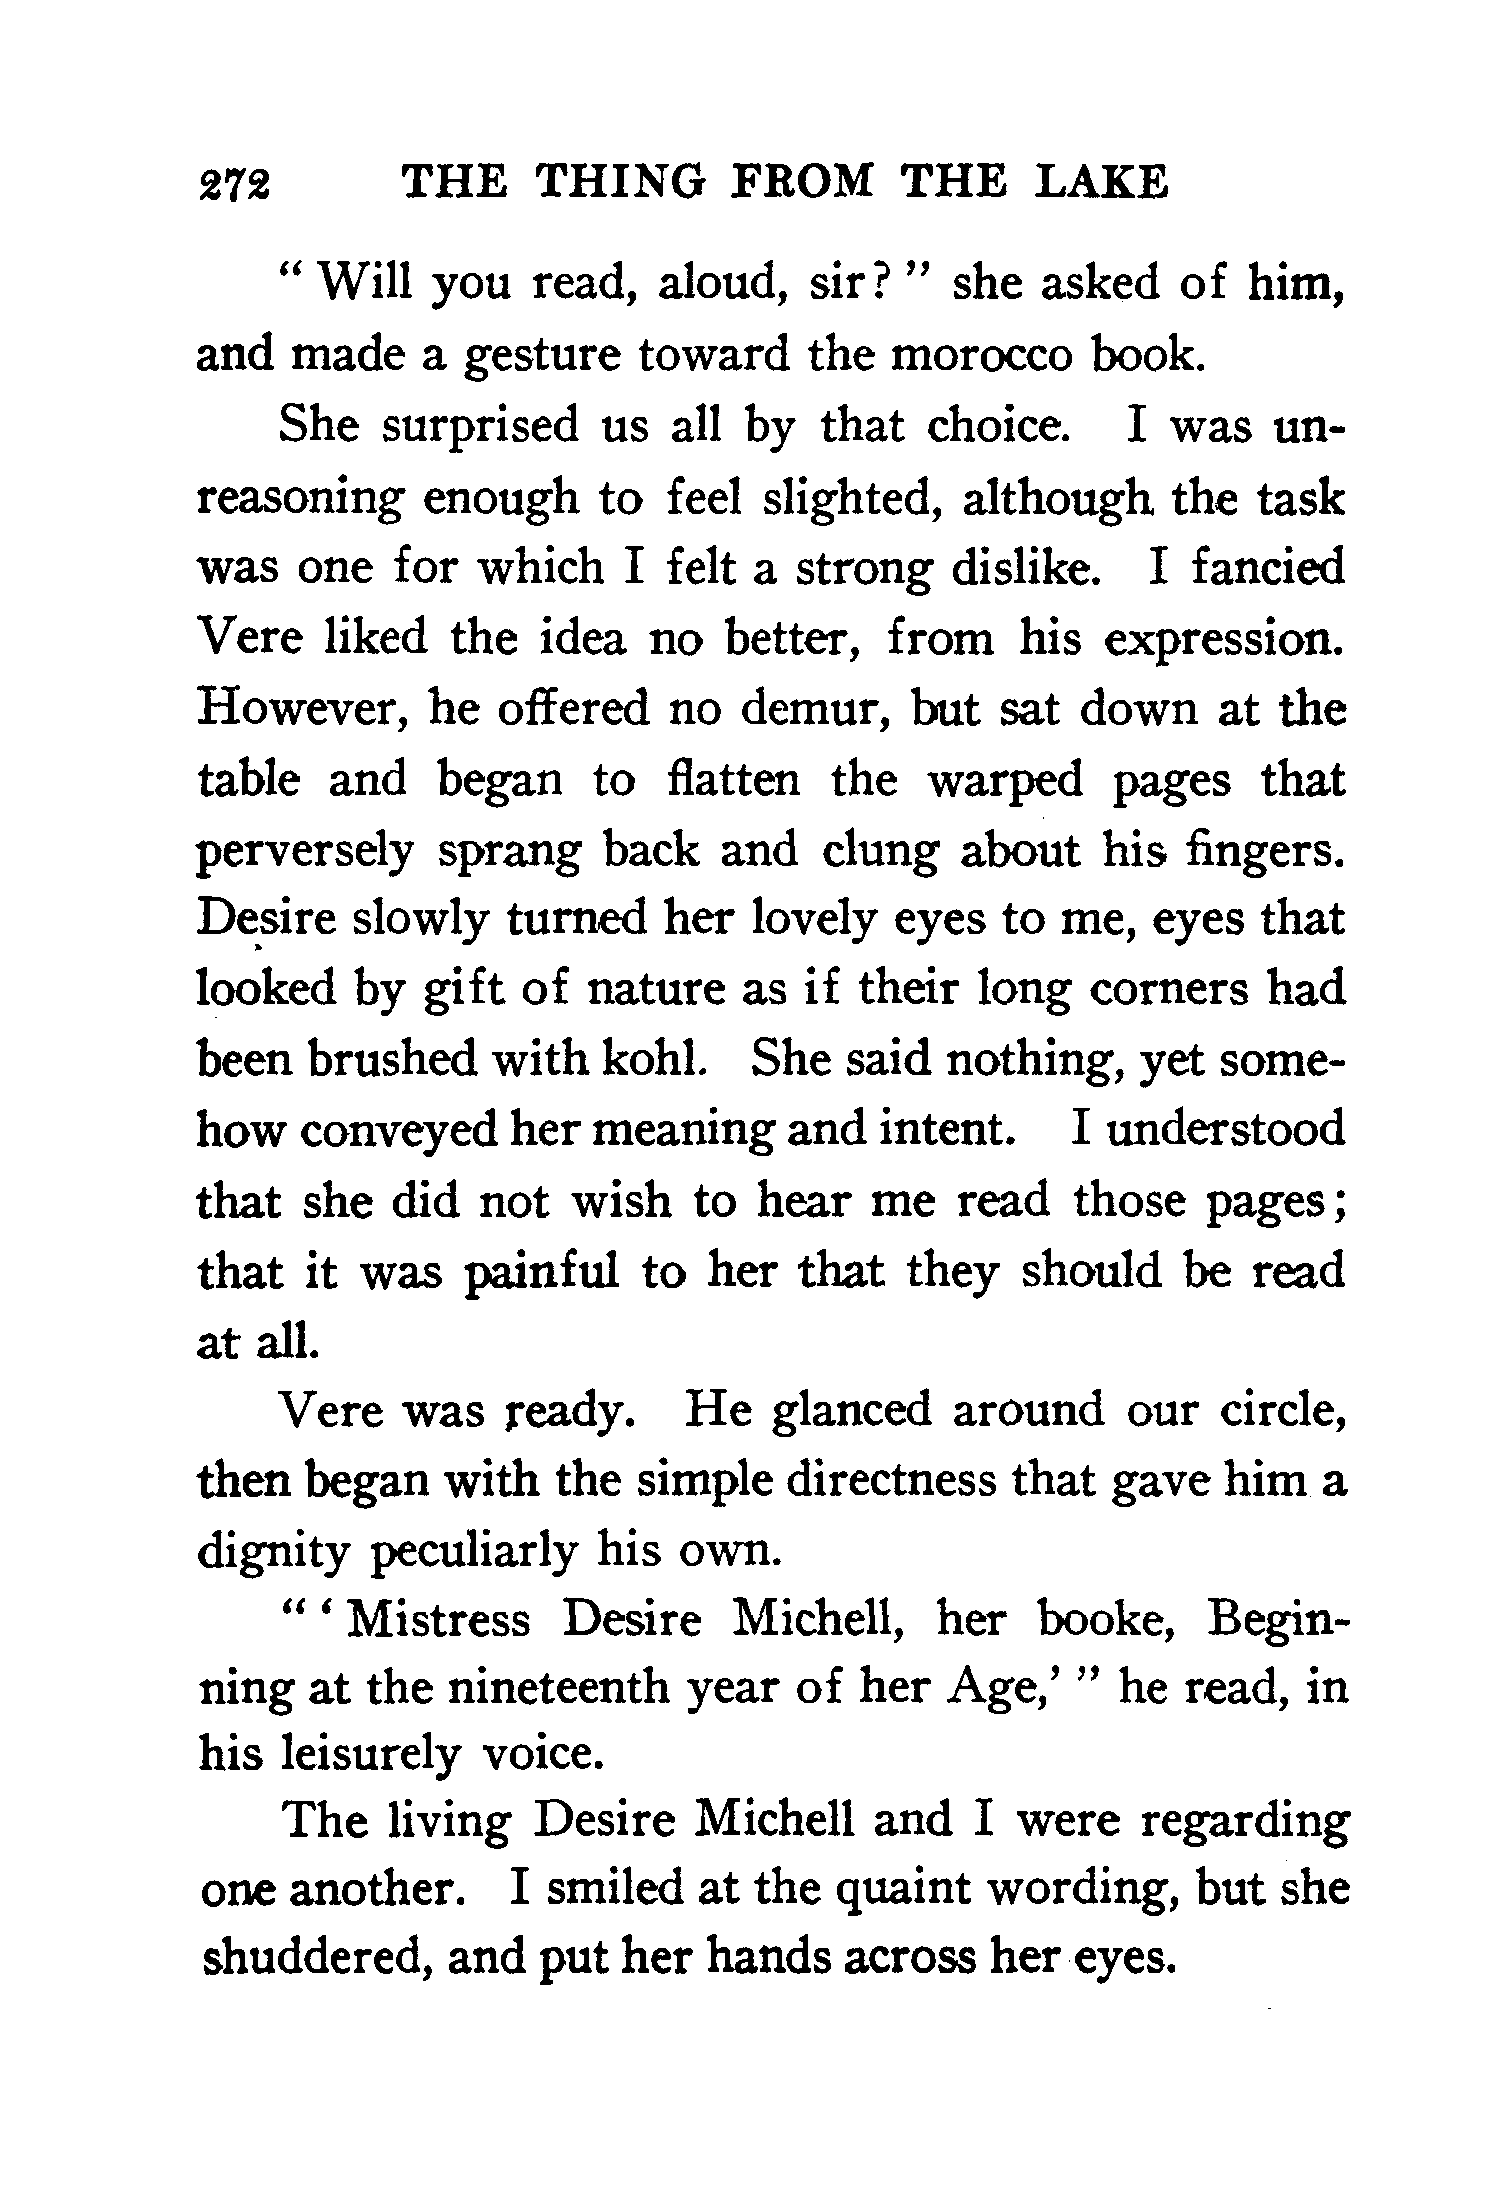 272 THE THING FROM THE LAKE
“ Will you read, aloud, sir? ” she asked of him,
and made a gesture toward the morocco book.
She surprised us all by that choice. I was un-
reasoning enough to feel slighted, although the task
was one for which I felt a strong dislike. I fancied
Vere liked the idea no better, from his expression.
However, he offered no demur, but sat down at the
table and began to flatten the warped pages that
perversely sprang back and clung about his fingers.
Desire slowly turned her lovely eyes to me, eyes that
looked by gift of nature as if their long corners had
been brushed with kohl. She said nothing, yet some-
how conveyed her meaning and intent. I understood
that she did not wish to hear me read those pages;
that it was painful to her that they should be read
at all.
Vere was ready. He glanced around our circle,
then began with the simple directness that gave him a
dignity peculiarly his own.
“ ‘ Mistress Desire Michell, her booke, Begin-
ning at the nineteenth year of her Age,’ ” he read, in
his leisurely voice.
The living Desire Michell and I were regarding
one another. I smiled at the quaint wording, but she
shuddered, and put her hands across her eyes.